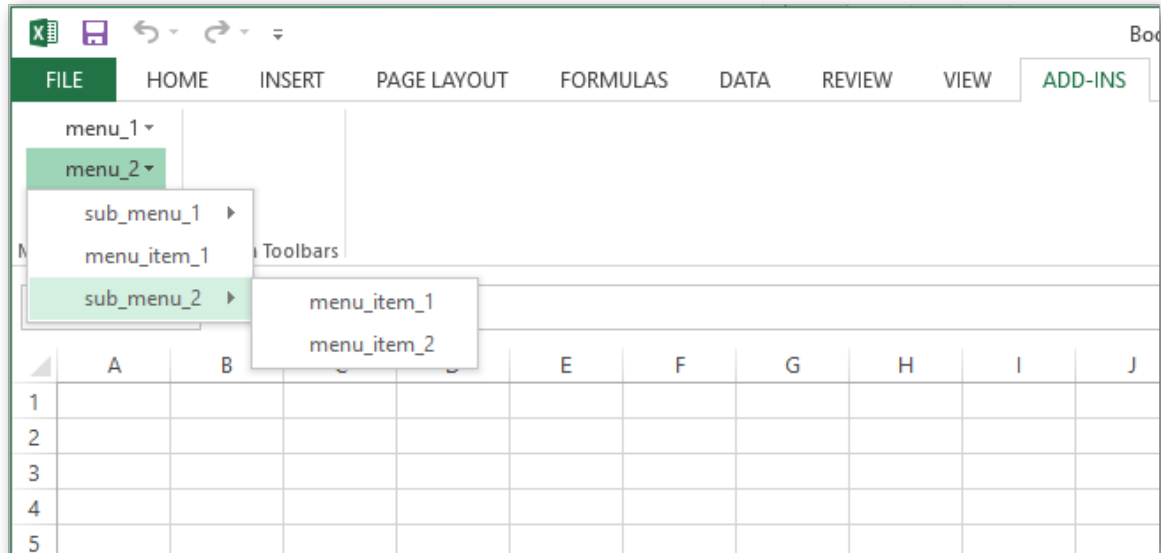 Boo
FILE HOME INSERT PAGE LAYOUT FORMULAS DATA REVIEW VIEW ADD-INS
menu_1
menu_2
sub_menu_1
Toolbars
menu_item_1
sub_menu_2
menu_item_1
menu_item_2
A B E F G H I J
1
2
3
4
5